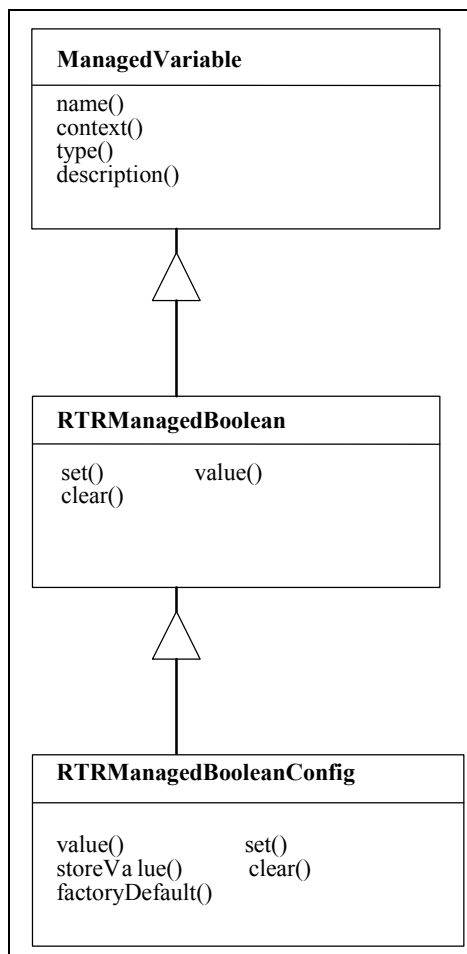 ManagedVariable
name()
context()
type()
description()
RTRManagedBoolean
set() value()
clear()
RTRManagedBooleanConfig
value() set()
storeVa lue() clear()
factoryDefault()